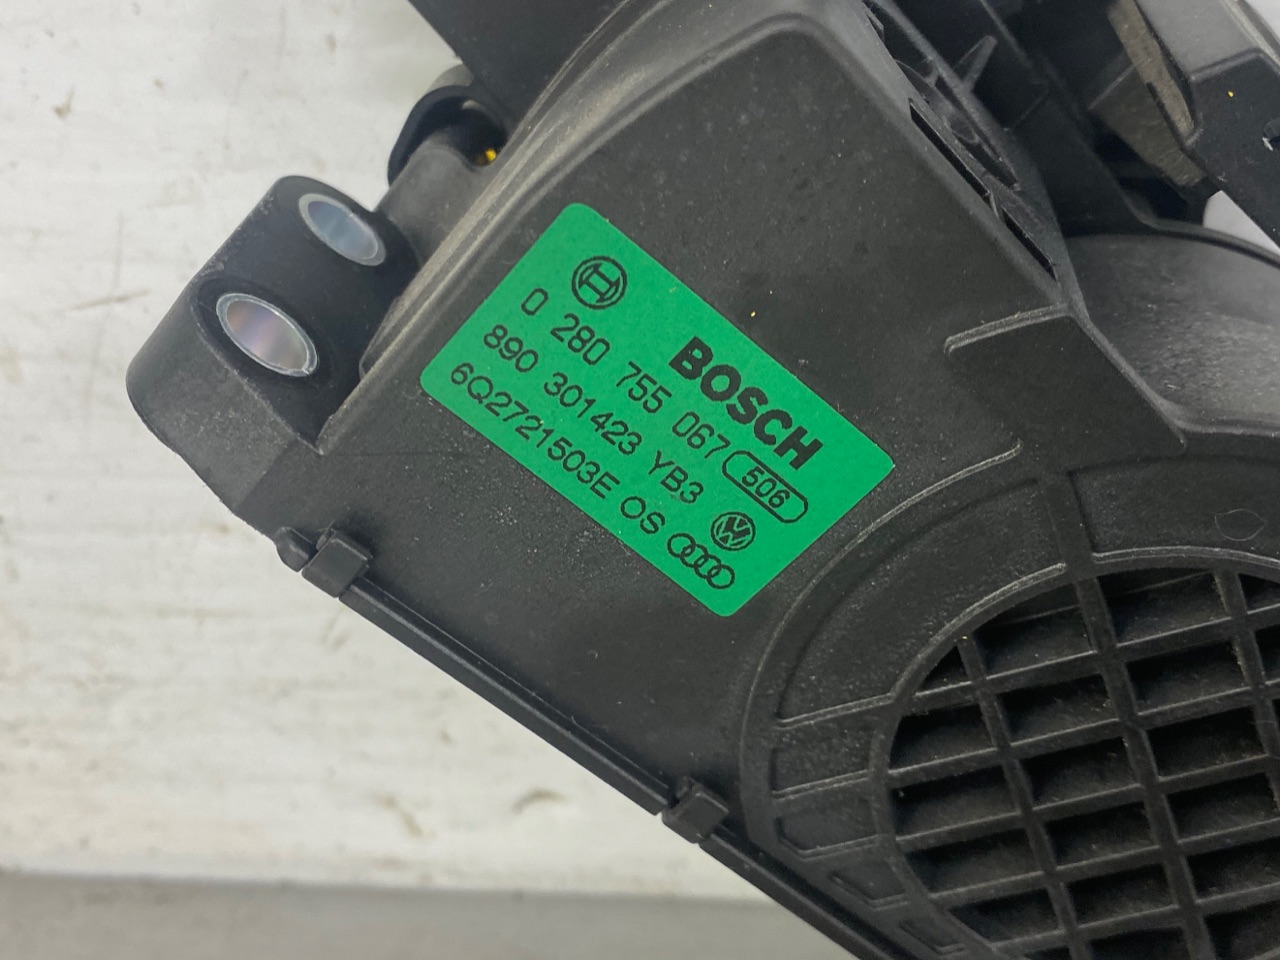 BOSCH
0 280 755 067 506
890 301423 YB3
6Q2721503E OS